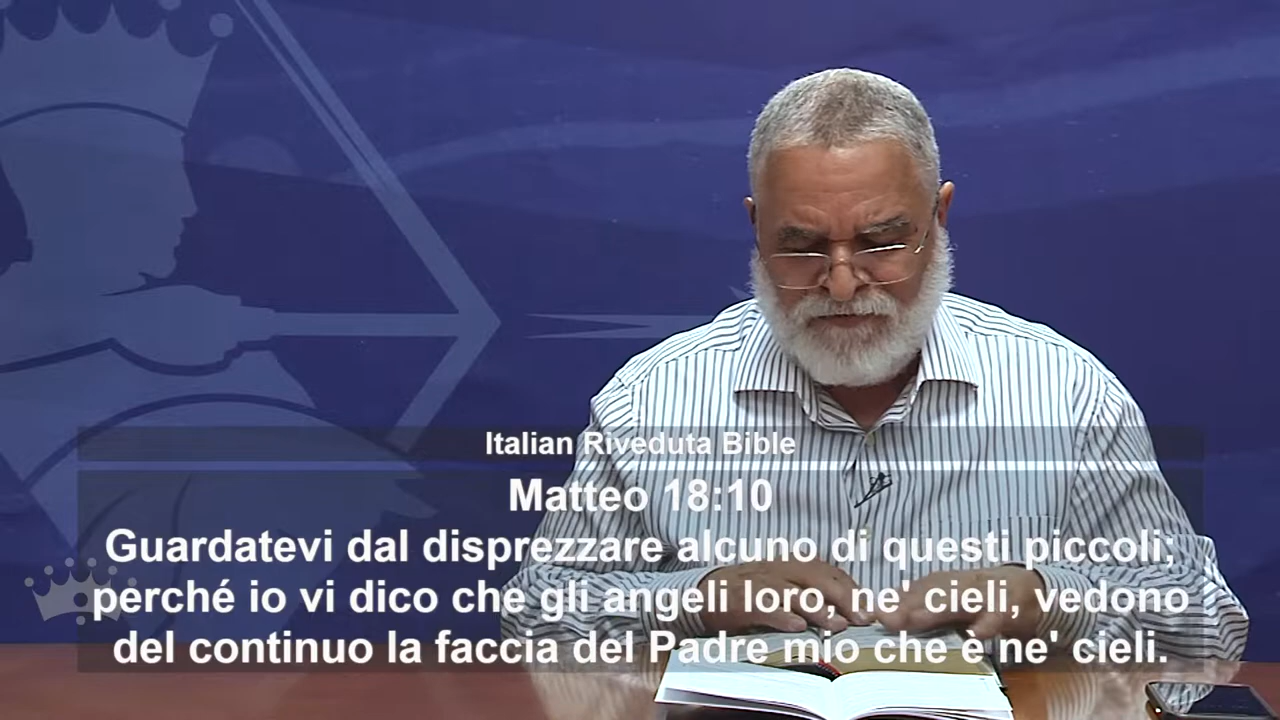 Italian Riveduta Bible
Matteo 18:10
Guardatevi dal disprezzare alcuno di questi piccoli;
perché io vi dico che gli angeli loro, ne' cieli, vedono
del continuo la faccia del Padre mio che è ne' cieli.